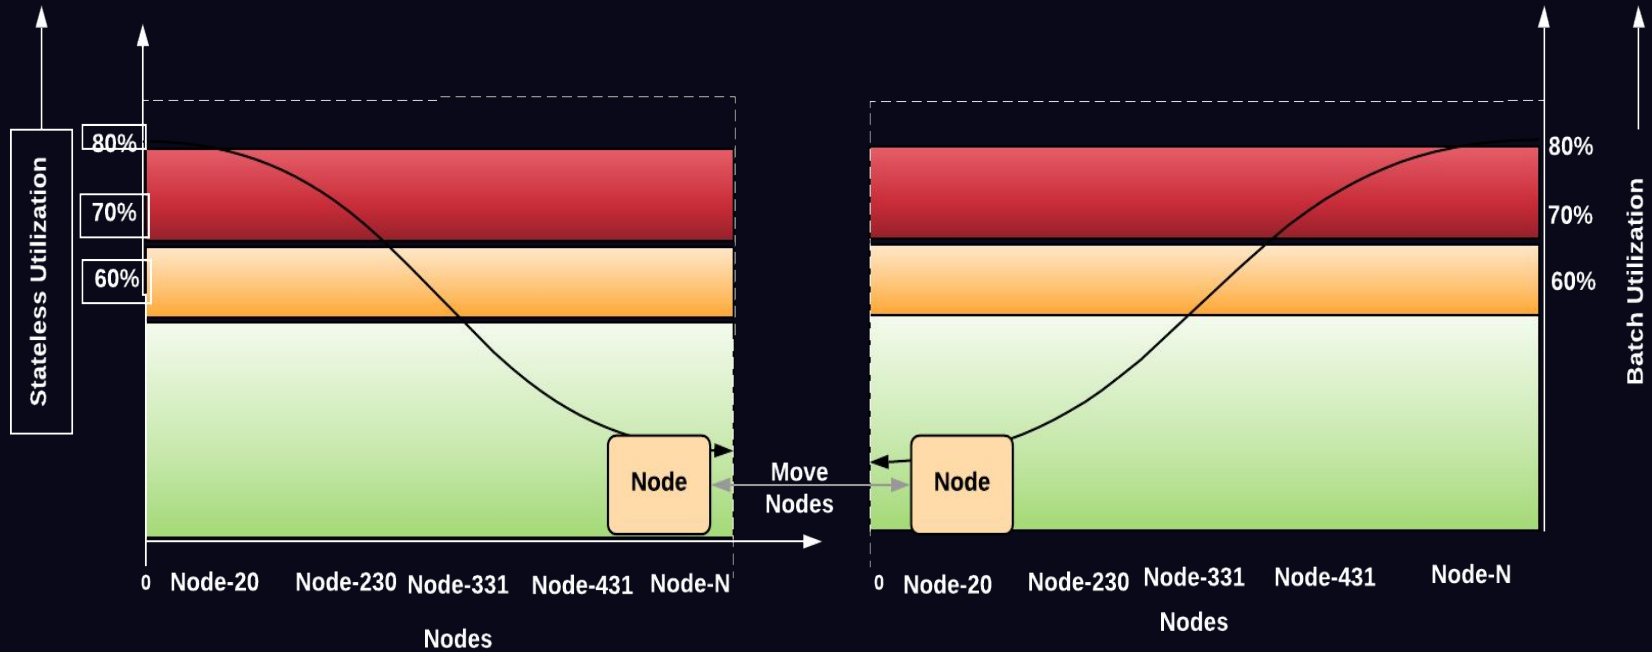 Stateless Utilization
80%
70%
60%
Node
0
Node-20
Node-230
Node-331
Node-431
Node-N
Nodes
Move
Nodes
Node
80%
70%
60%
Batch Utilization
0
Node-20
Node-230
Node-331
Node-431
Node-N
Nodes